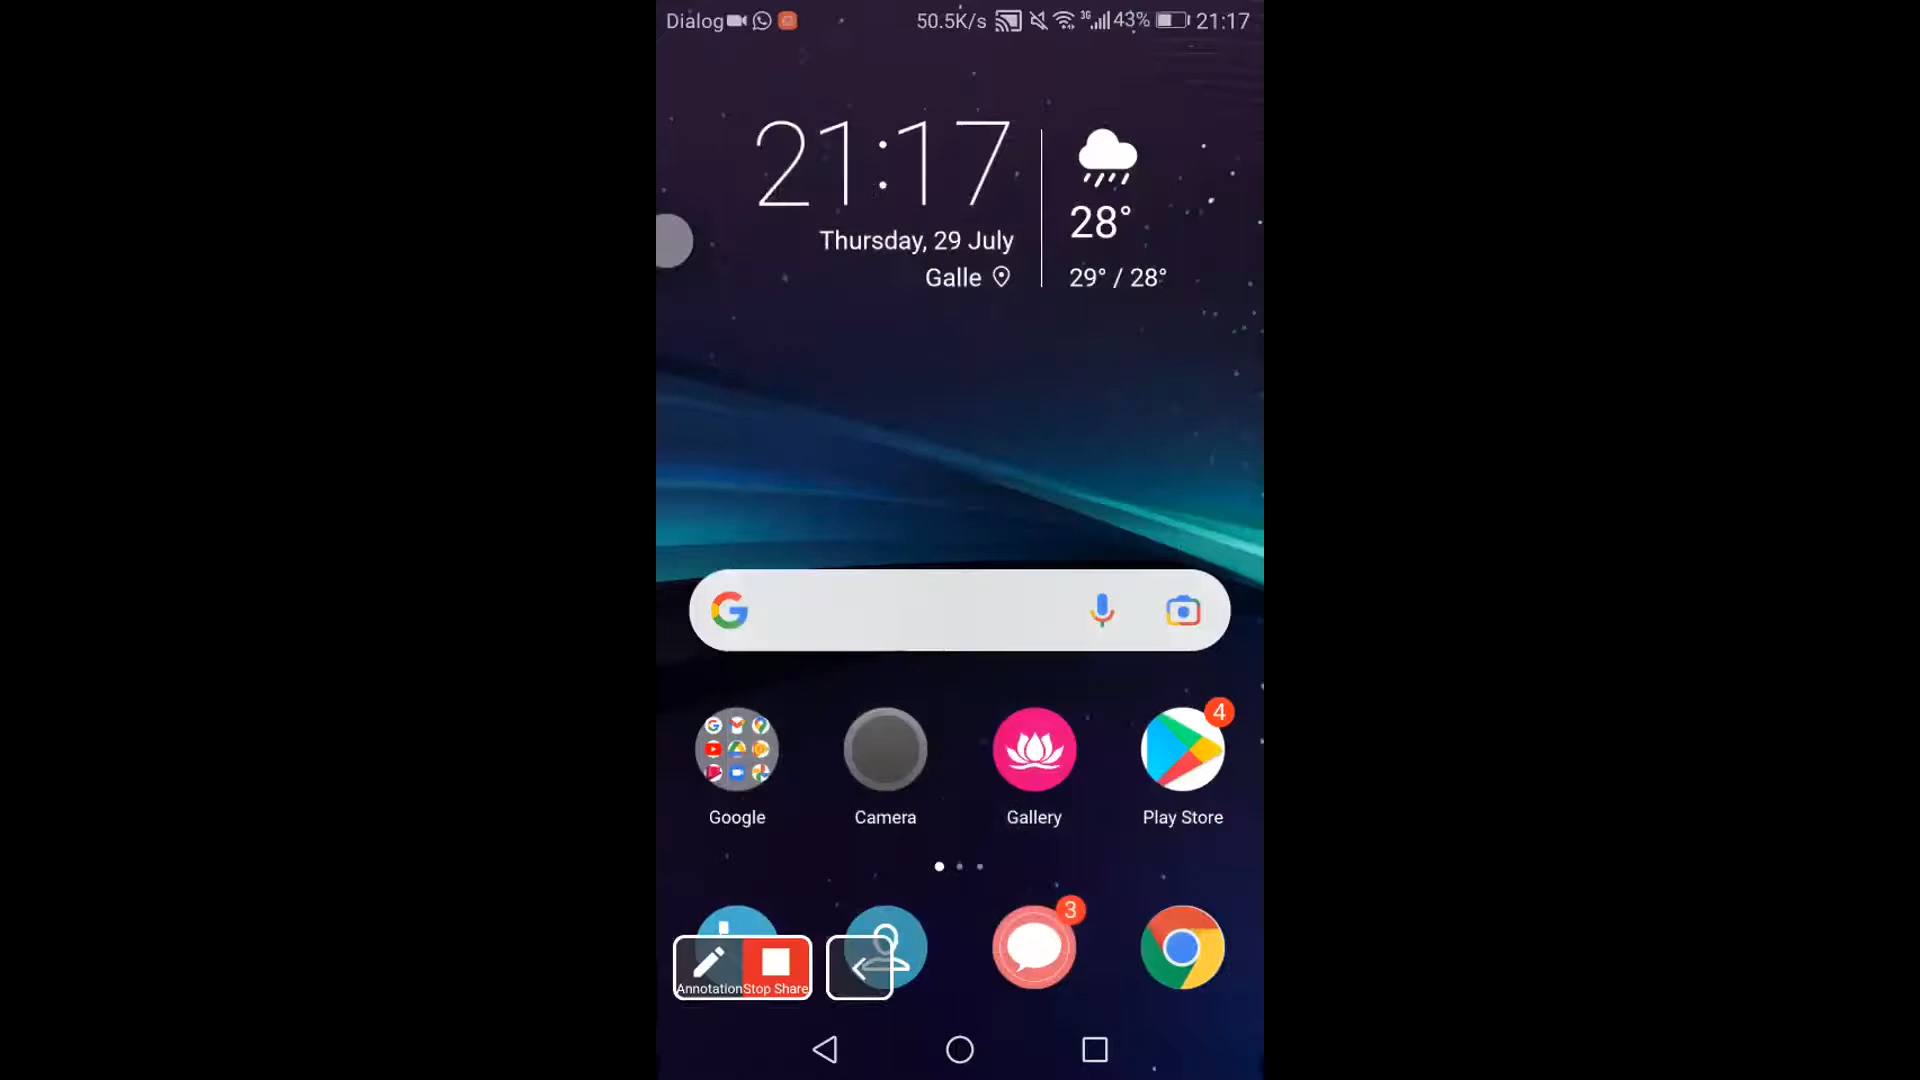 Dialog 50.5K/s 3G 43% 21:17
21:17
Thursday, 29 July
Galle
28°
29° / 28°
G
4
Google Camera Gallery Play Store
3
Annotation Stop Share